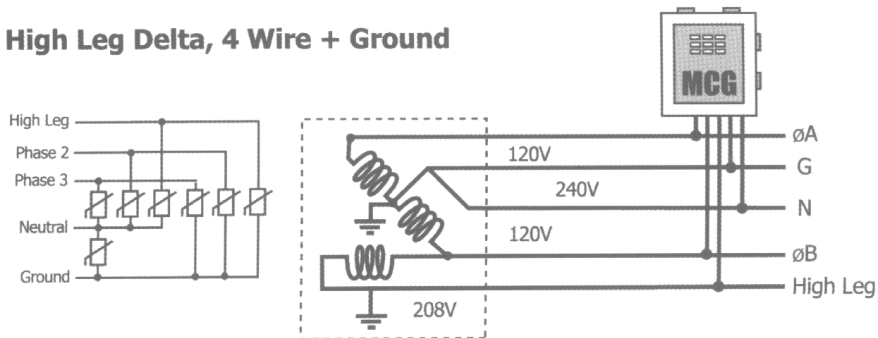 High Leg Delta, 4 Wire + Ground
MCG
High Leg
Phase 2
Phase 3
Neutral
Ground
120V
240V
120V
208V
øA
G
N
øB
High Leg